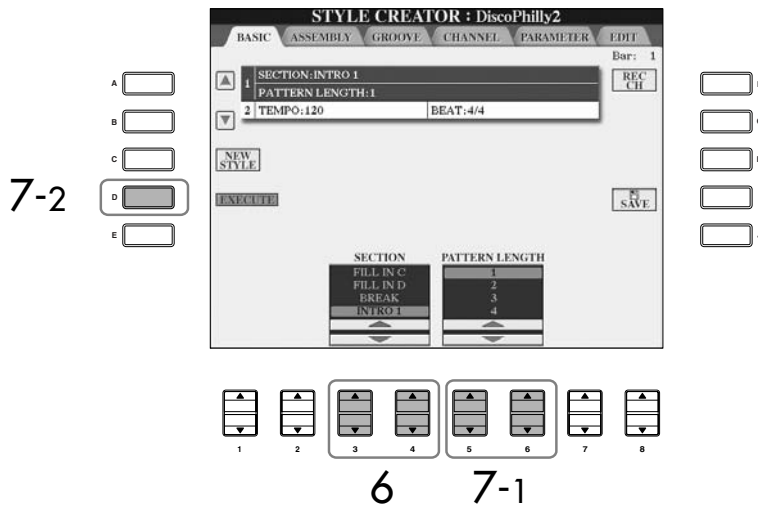 STYLE CREATOR : DiscoPhilly2
BASIC ASSEMBLY GROOVE CHANNEL PARAMETER EDIT
Bar: 1
1 SECTION:INTRO 1
PATTERN LENGTH:1
REC CH
2 TEMPO:120 BEAT:4/4
NEW STYLE
EXECUTE
SAVE
A
B
C
D
E
7-2
SECTION
FILL IN C
FILL IN D
BREAK
INTRO 1
PATTERN LENGTH
1
2
3
4
1 2 3 4 5 6 7 8
6 7-1